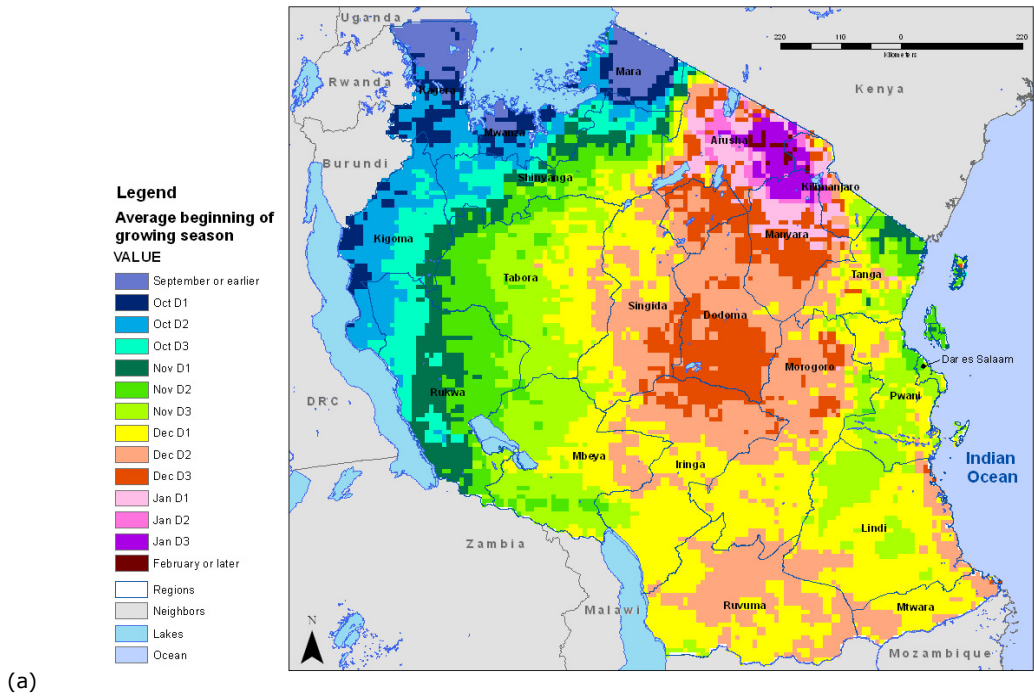 Legend
Average beginning of
growing season
VALUE
September or earlier
Oct D1
Oct D2
Oct D3
Nov D1
Nov D2
Nov D3
Dec D1
Dec D2
Dec D3
Jan D1
Jan D2
Jan D3
February or later
Regions
Neighbors
Lakes
Ocean
(a)
Uganda
Rwanda
Burundi
DRC
Zambia
Malawi
Mozambique
Kenya
220 110 0 220
Kilometers
Kagera
Mara
Mwanza
Arusha
Shinyanga
Kilimanjaro
Kigoma
Manyara
Tabora
Tanga
Singida
Dodoma
Dar es Salaam
Morogoro
Rukwa
Pwani
Mbeya
Iringa
Indian
Ocean
Lindi
Ruvuma
Mtwara
N